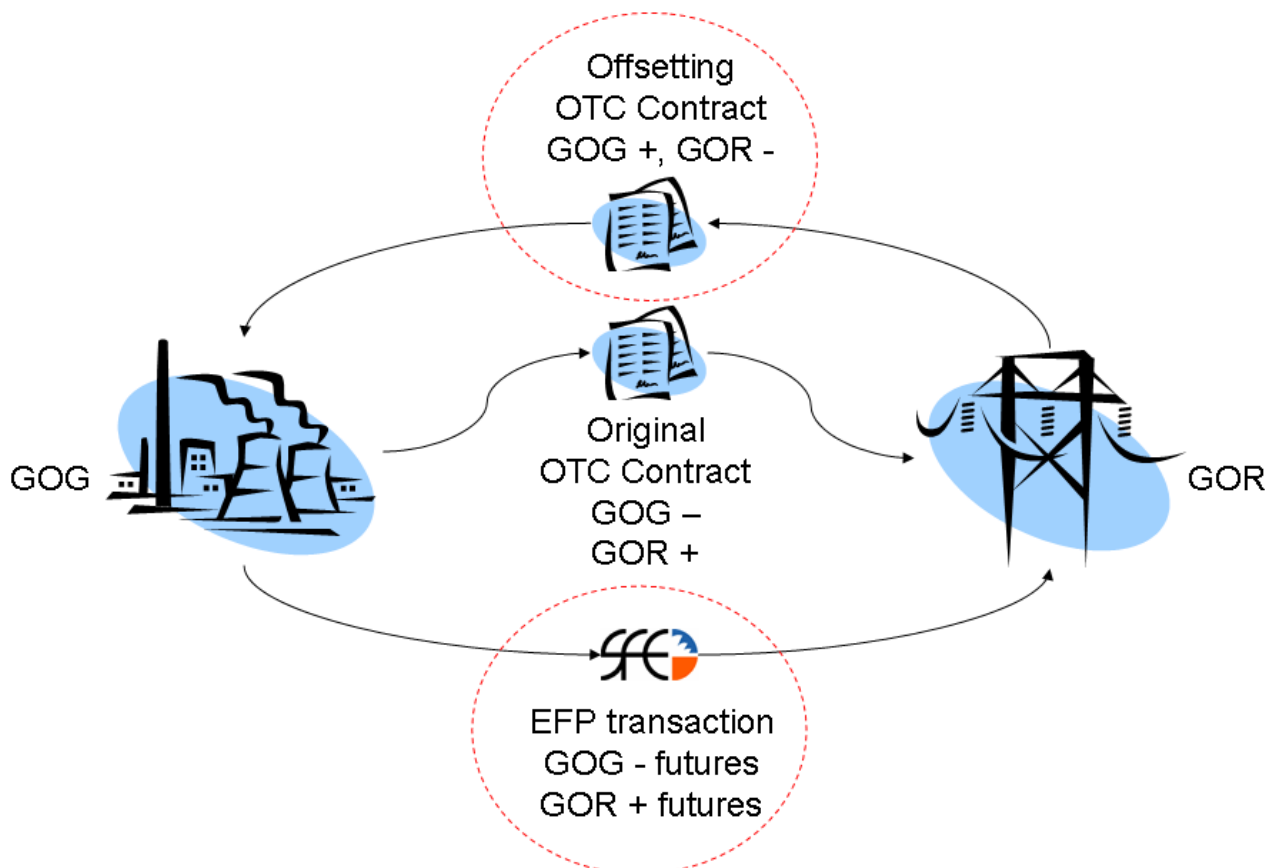 Offsetting
OTC Contract
GOG +, GOR -
Original
OTC Contract
GOG –
GOR +
GOG
GOR
SFE
EFP transaction
GOG - futures
GOR + futures